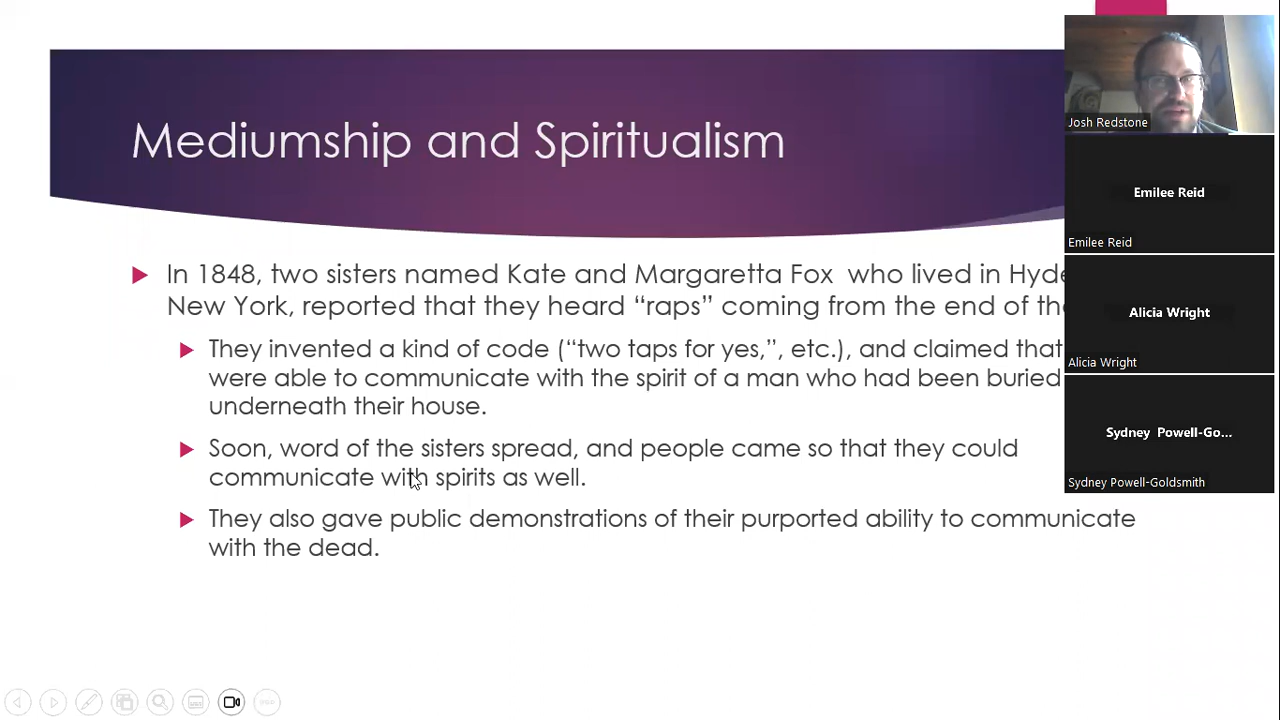 Mediumship and Spiritualism
In 1848, two sisters named Kate and Margaretta Fox who lived in Hyde
New York, reported that they heard “raps” coming from the end of
They invented a kind of code (“two taps for yes,”, etc.), and claimed that
were able to communicate with the spirit of a man who had been buried
underneath their house.
Soon, word of the sisters spread, and people came so that they could
communicate with spirits as well.
They also gave public demonstrations of their purported ability to communicate
with the dead.
Josh Redstone
Emilee Reid
Emilee Reid
Alicia Wright
Alicia Wright
Sydney Powell-Go...
Sydney Powell-Goldsmith